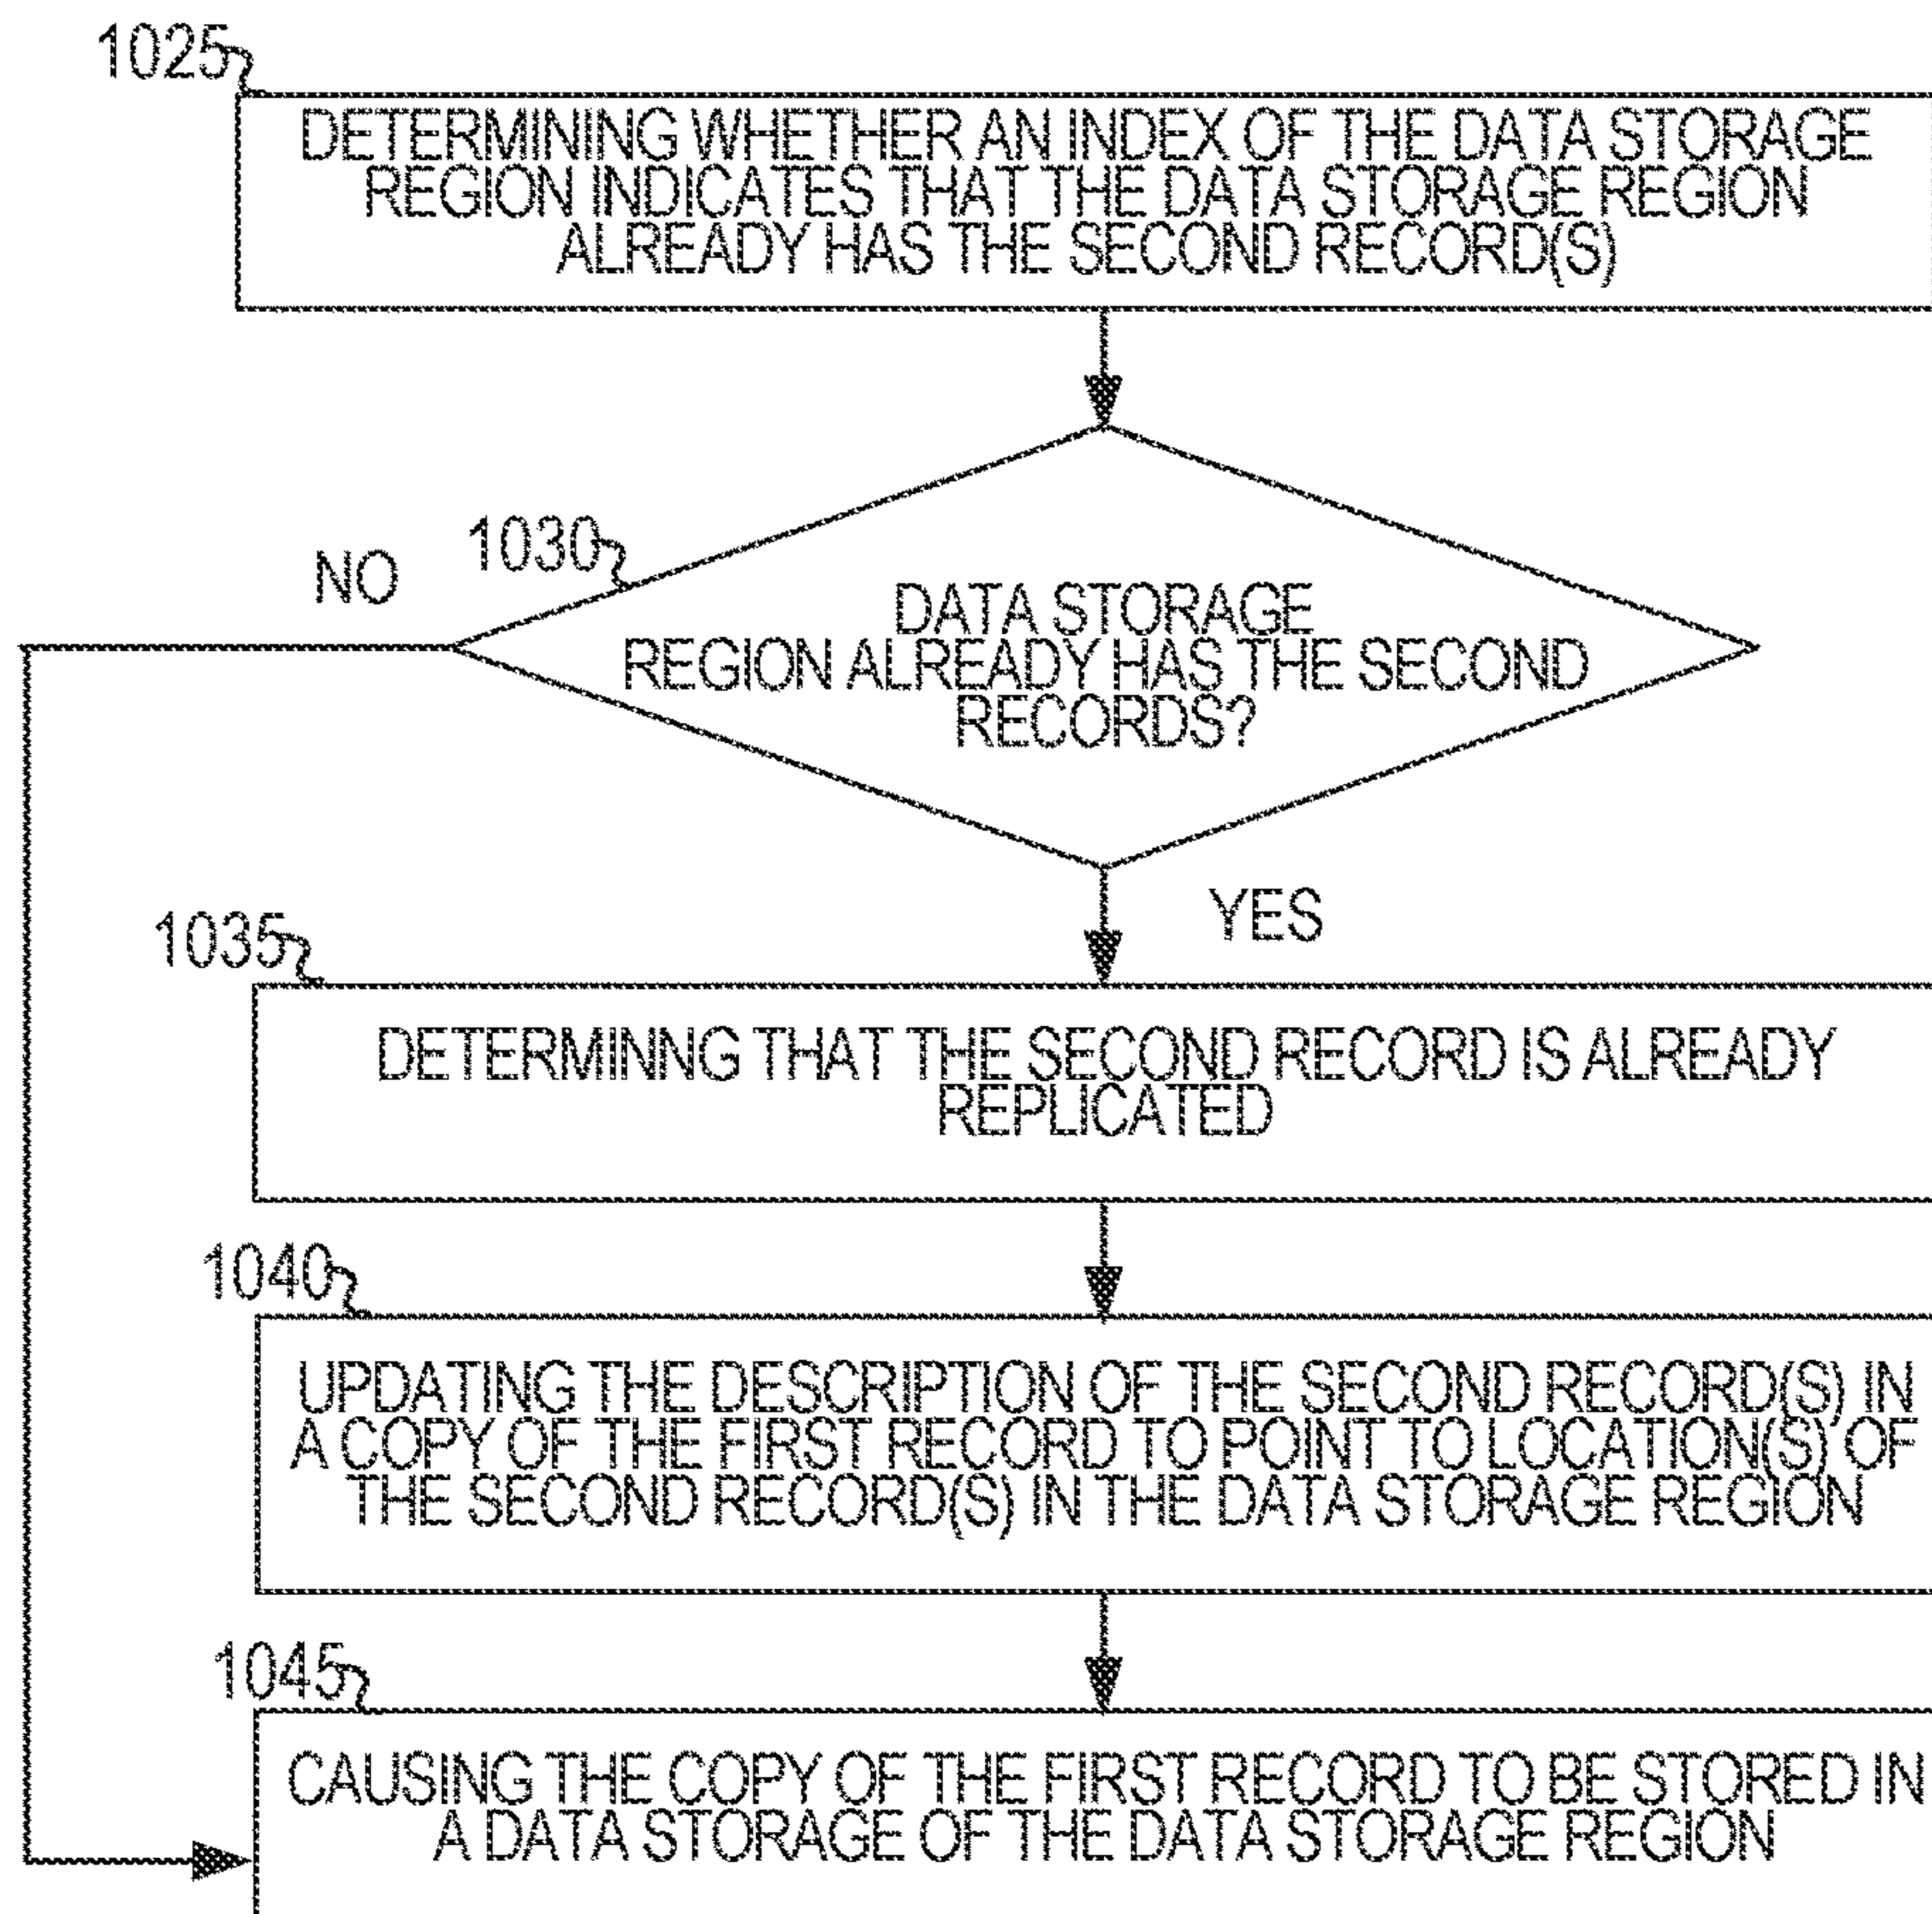 1025
DETERMINING WHETHER AN INDEX OF THE DATA STORAGE
REGION INDICATES THAT THE DATA STORAGE REGION
ALREADY HAS THE SECOND RECORD(S)
NO
1030
DATA STORAGE
REGION ALREADY HAS THE SECOND
RECORDS?
YES
1035
DETERMINNG THAT THE SECOND RECORD IS ALREADY
REPLICATED
1040
UPDATING THE DESCRIPTION OF THE SECOND RECORD(S) IN
A COPY OF THE FIRST RECORD TO POINT TO LOCATION(S) OF
THE SECOND RECORD(S) IN THE DATA STORAGE REGION
1045
CAUSING THE COPY OF THE FIRST RECORD TO BE STORED IN
A DATA STORAGE OF THE DATA STORAGE REGION